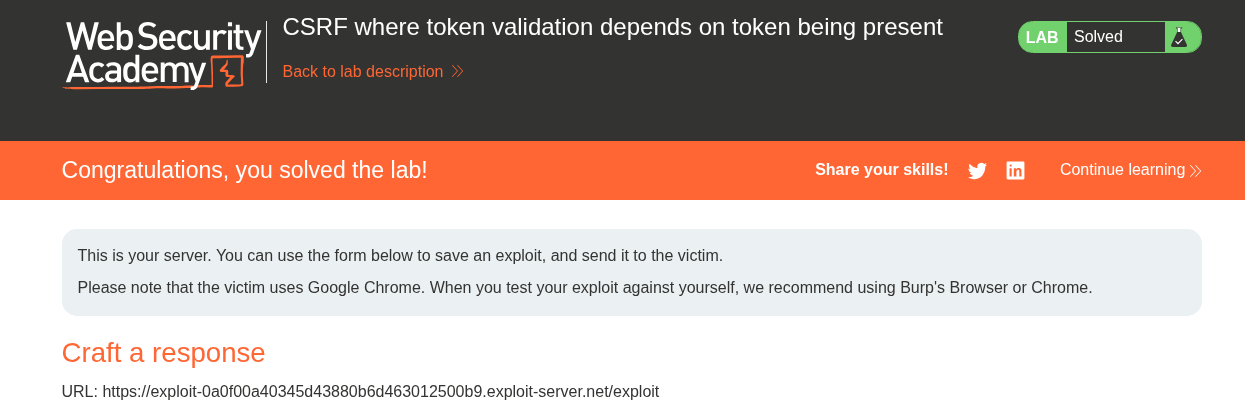 Web Security
Academy
CSRF where token validation depends on token being present
Back to lab description
LAB Solved
Congratulations, you solved the lab!
Share your skills!
Continue learning
This is your server. You can use the form below to save an exploit, and send it to the victim.
Please note that the victim uses Google Chrome. When you test your exploit against yourself, we recommend using Burp's Browser or Chrome.
Craft a response
URL: https://exploit-0a0f00a40345d43880b6d463012500b9.exploit-server.net/exploit